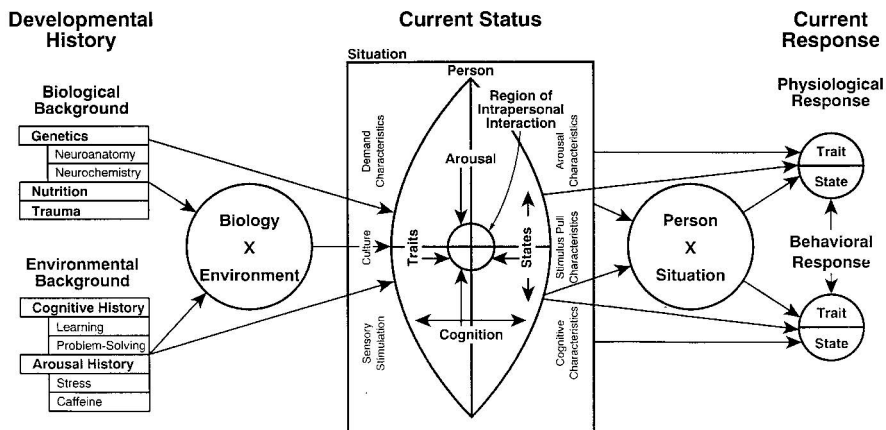 Developmental
History
Current Status
Current
Response
Biological
Background
Genetics
Neuroanatomy
Neurochemistry
Nutrition
Trauma
Environmental
Background
Cognitive History
Learning
Problem-Solving
Arousal History
Stress
Caffeine
Biology
X
Environment
Situation
Person
Region of
Intrapersonal
Interaction
Demand
Characteristics
Culture
Sensory
Stimulation
Arousal
Traits
States
Cognition
Arousal
Characteristics
Stimulus Pull
Characteristics
Cognitive
Characteristics
Person
X
Situation
Physiological
Response
Trait
State
Behavioral
Response
Trait
State